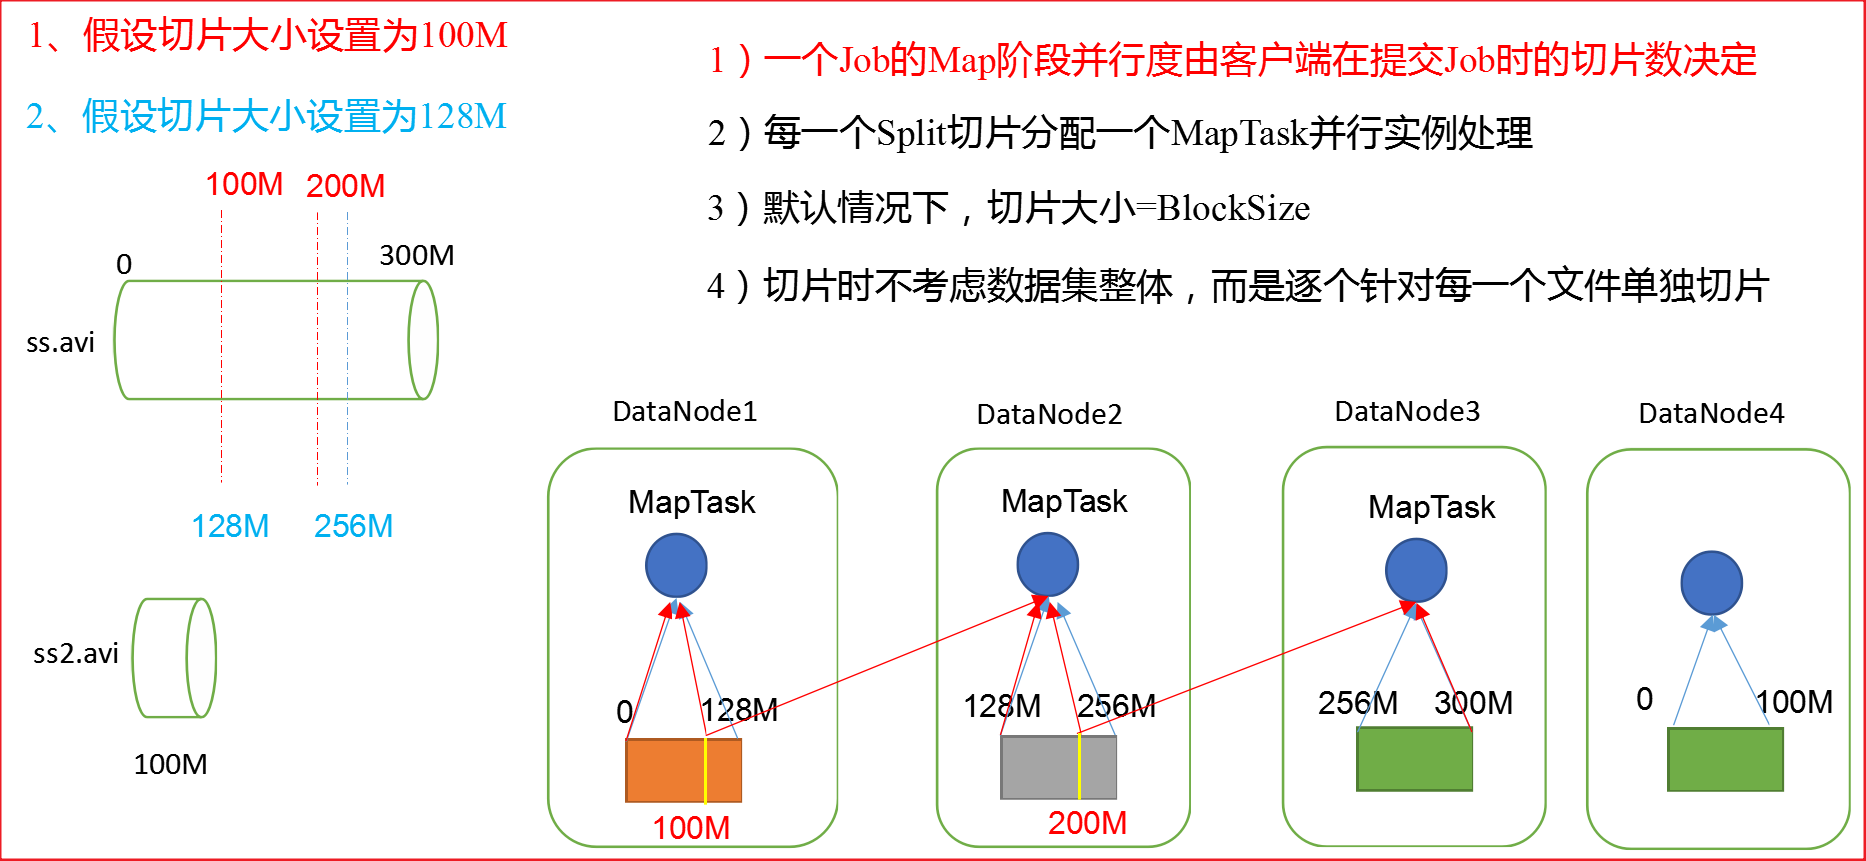 1、假设切片大小设置为100M
2、假设切片大小设置为128M
1）一个Job的Map阶段并行度由客户端在提交Job时的切片数决定
2）每一个Split切片分配一个MapTask并行实例处理
3）默认情况下，切片大小=BlockSize
4）切片时不考虑数据集整体，而是逐个针对每一个文件单独切片
100M 200M
0 300M
ss.avi
128M 256M
ss2.avi
100M
DataNode1 DataNode2 DataNode3 DataNode4
MapTask MapTask MapTask
0 128M 128M 256M 256M 300M 0 100M
100M 200M